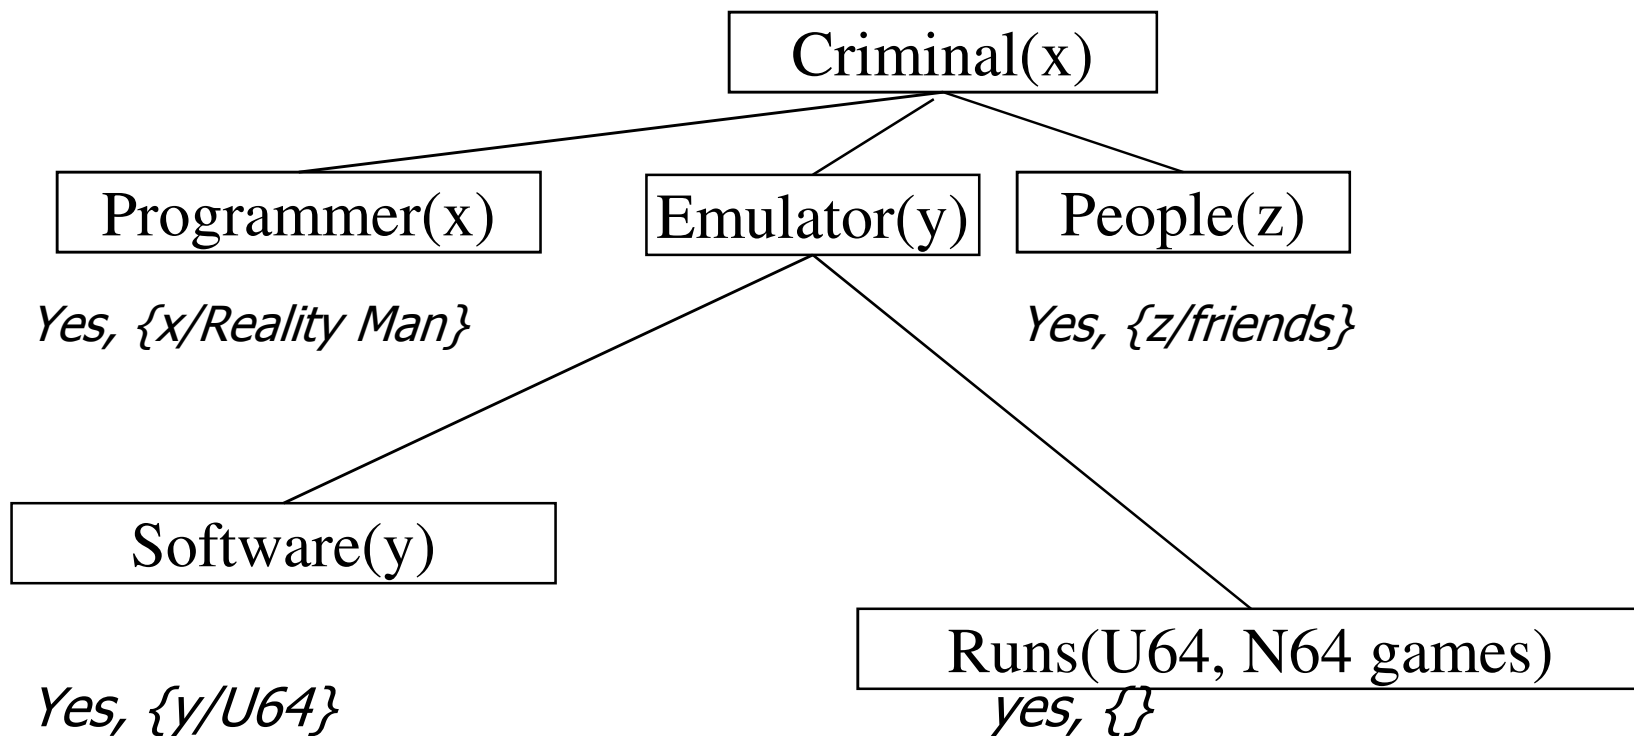 Criminal(x)
Programmer(x)
Emulator(y)
People(z)
Yes, {x/Reality Man}
Yes, {z/friends}
Software(y)
Runs(U64, N64 games)
Yes, {y/U64}
yes, {}